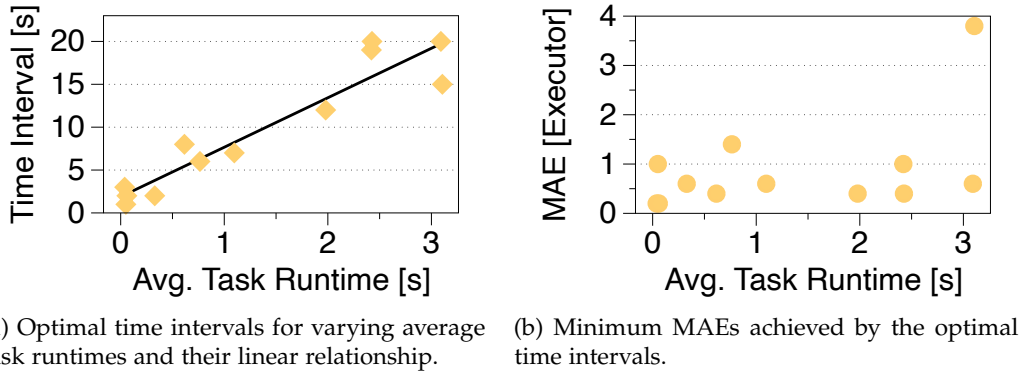 20
15
10
5
0
Time Interval [s]
0 1 2 3
Avg. Task Runtime [s]
4
3
2
1
0
MAE [Executor]
0 1 2 3
Avg. Task Runtime [s]
) Optimal time intervals for varying average
sk runtimes and their linear relationship.
(b) Minimum MAEs achieved by the optimal
time intervals.